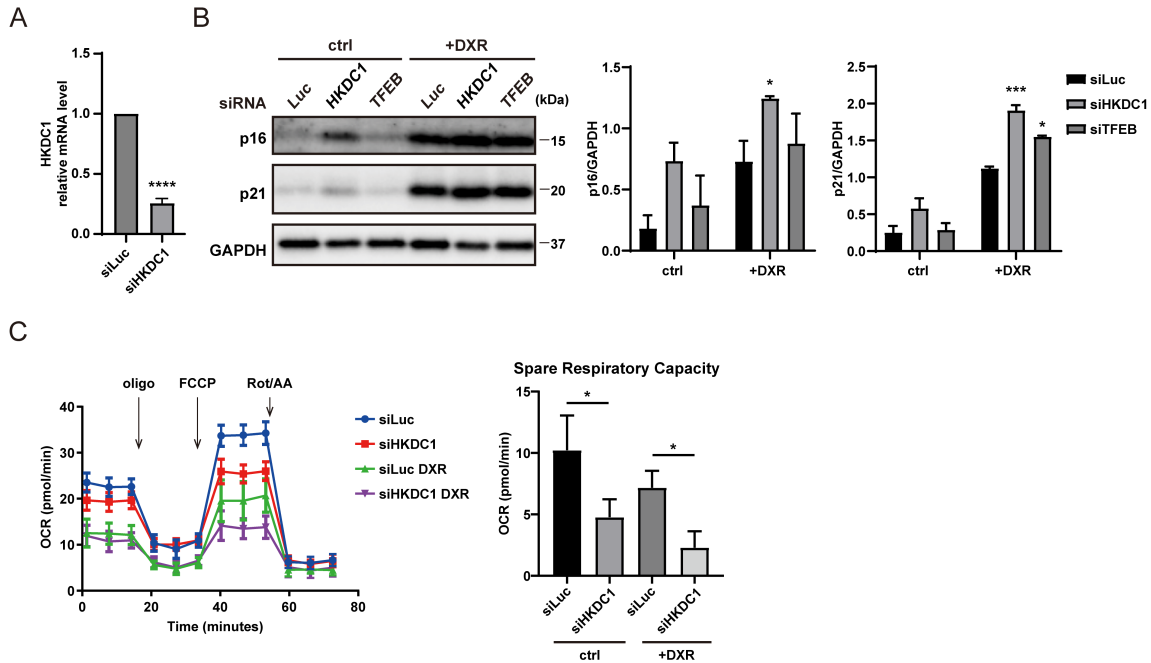 A
HKDC1
relative mRNA level
1.5
1.0
0.5
0.0
siLuc
siHKDC1
****
B
ctrl
+DXR
siRNA
Luc
HKDC1
TFEB
Luc
HKDC1
TFEB
(kDa)
p16
15
p21
20
GAPDH
37
p16/GAPDH
1.5
1.0
0.5
0.0
*
ctrl
+DXR
p21/GAPDH
2.5
2.0
1.5
1.0
0.5
0.0
***
*
ctrl
+DXR
siLuc
siHKDC1
siTFEB
C
oligo
FCCP
Rot/AA
OCR (pmol/min)
40
30
20
10
0
0
20
40
60
80
Time (minutes)
siLuc
siHKDC1
siLuc DXR
siHKDC1 DXR
Spare Respiratory Capacity
OCR (pmol/min)
15
10
5
0
*
*
siLuc
siHKDC1
siLuc
siHKDC1
ctrl
+DXR